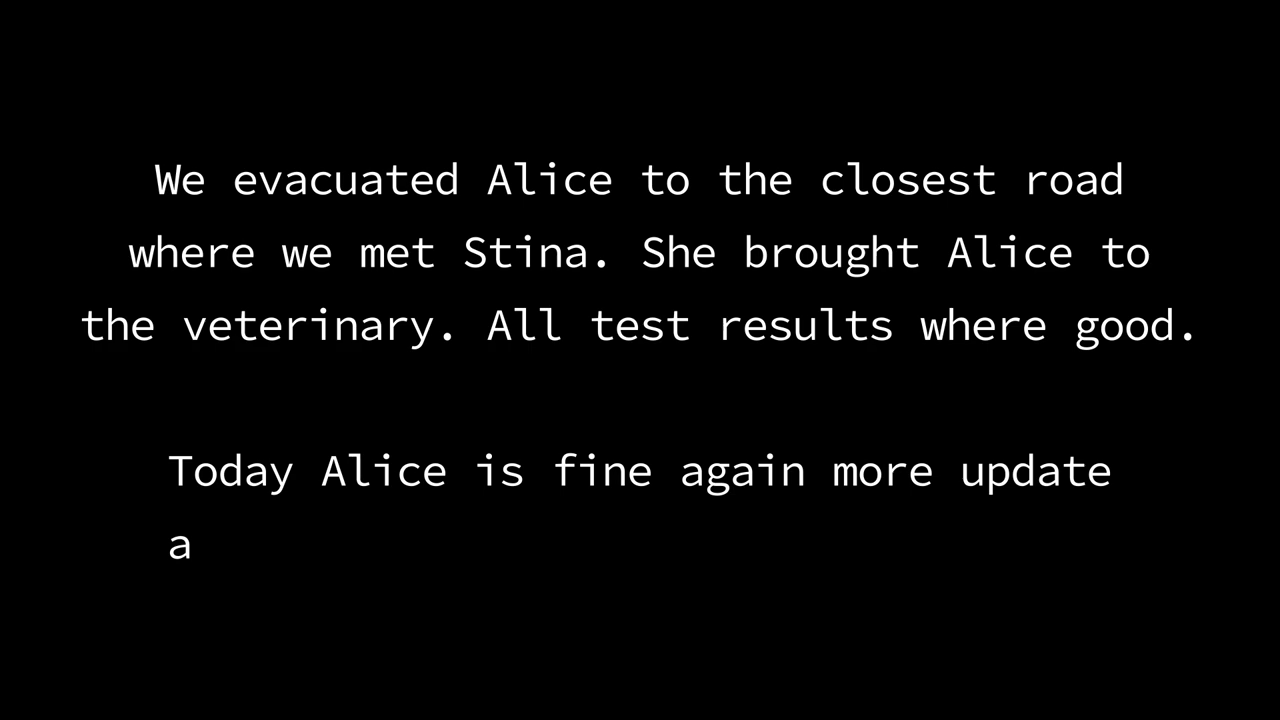 We evacuated Alice to the closest road
where we met Stina. She brought Alice to
the veterinary. All test results where good.
Today Alice is fine again more update
a